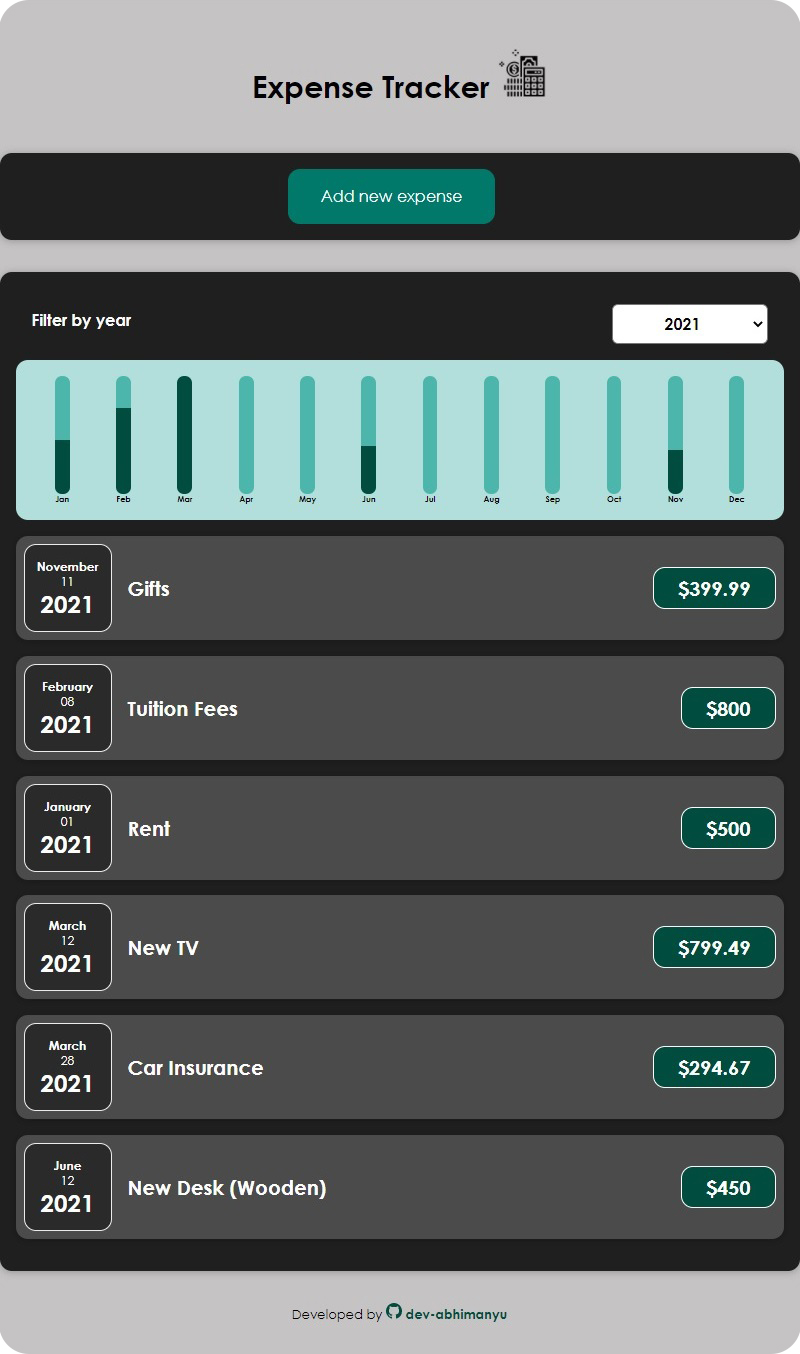 Expense Tracker
Add new expense
Filter by year
2021
Jan Feb Mar Apr May Jun Jul Aug Sep Oct Nov Dec
November
11
2021
Gifts
$399.99
February
08
2021
Tuition Fees
$800
January
01
2021
Rent
$500
March
12
2021
New TV
$799.49
March
28
2021
Car Insurance
$294.67
June
12
2021
New Desk (Wooden)
$450
Developed by dev-abhimanyu